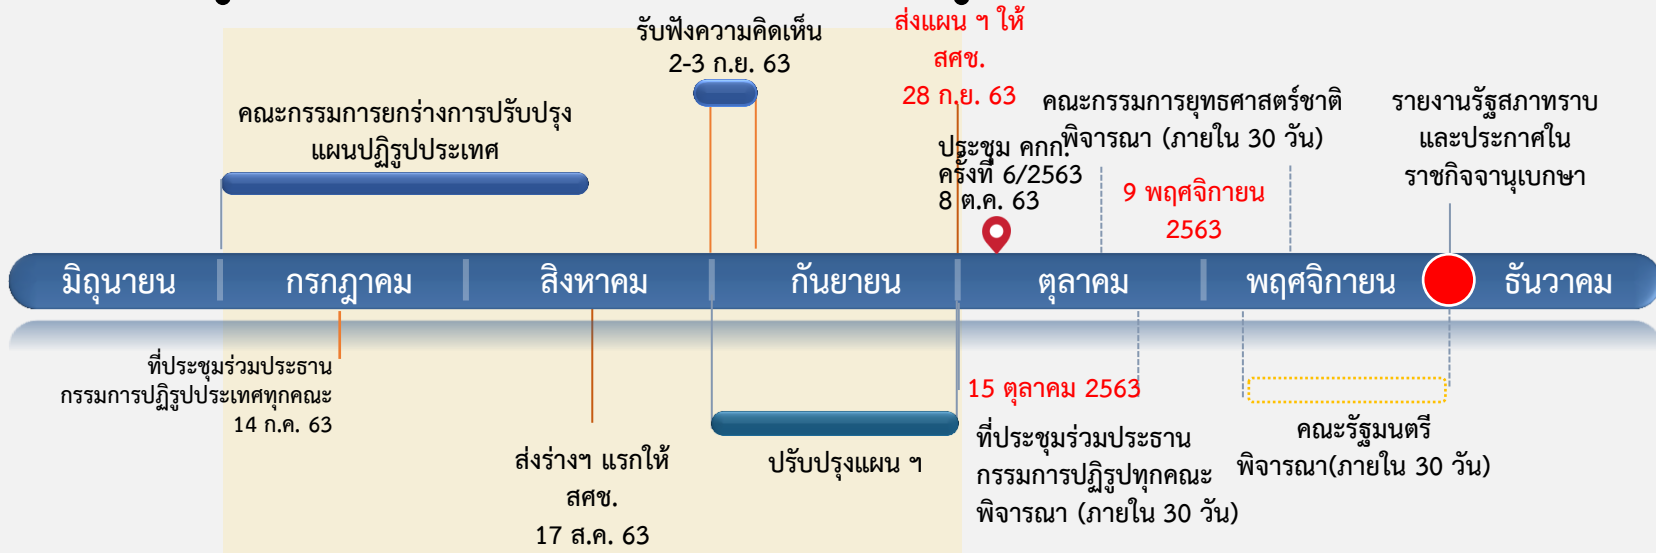 รับฟังความคิดเห็น
2-3 ก.ย. 63
ส่งแผน ฯ ให้
สศช.
28 ก.ย. 63
คณะกรรมการยกร่างการปรับปรุง
แผนปฏิรูปประเทศ
ประชุม คกก.
ครั้งที่ 6/2563
8 ต.ค. 63
คณะกรรมการยุทธศาสตร์ชาติ
พิจารณา (ภายใน 30 วัน)
9 พฤศจิกายน
2563
รายงานรัฐสภาทราบ
และประกาศใน
ราชกิจจานุเบกษา
มิถุนายน
กรกฎาคม
สิงหาคม
กันยายน
ตุลาคม
พฤศจิกายน
ธันวาคม
ที่ประชุมร่วมประธาน
กรรมการปฏิรูปประเทศทุกคณะ
14 ก.ค. 63
ส่งร่างฯ แรกให้
สศช.
17 ส.ค. 63
ปรับปรุงแผน ฯ
15 ตุลาคม 2563
ที่ประชุมร่วมประธาน
กรรมการปฏิรูปทุกคณะ
พิจารณา (ภายใน 30 วัน)
คณะรัฐมนตรี
พิจารณา(ภายใน 30 วัน)